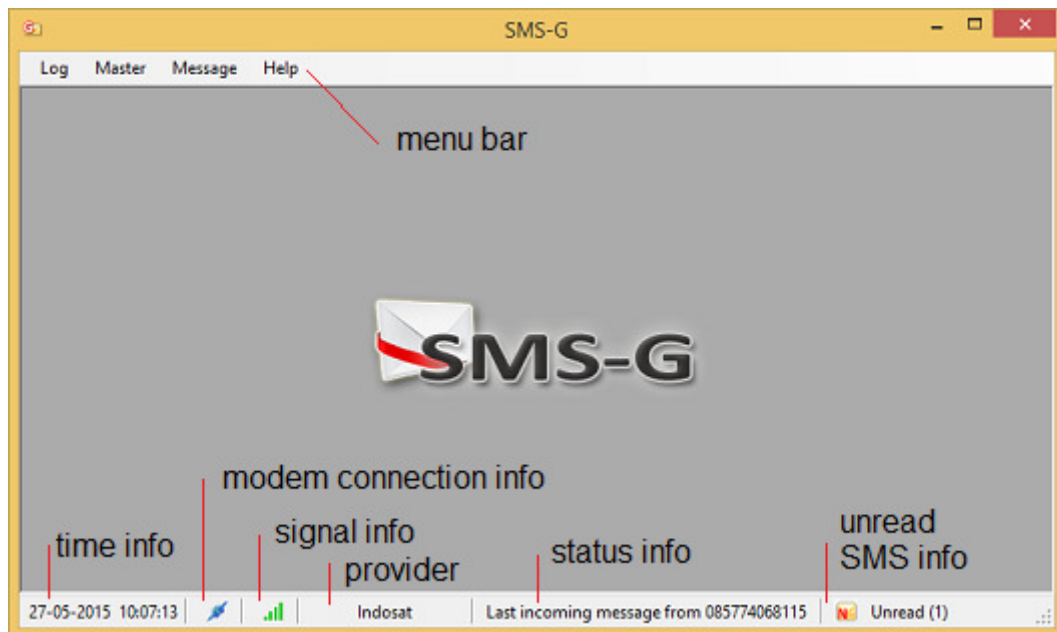 SMS-G
Log Master Message Help
menu bar
SMS-G
modem connection info
time info
signal info
provider
status info
unread
SMS info
27-05-2015 10:07:13 Indosat Last incoming message from 085774068115 N Unread (1)